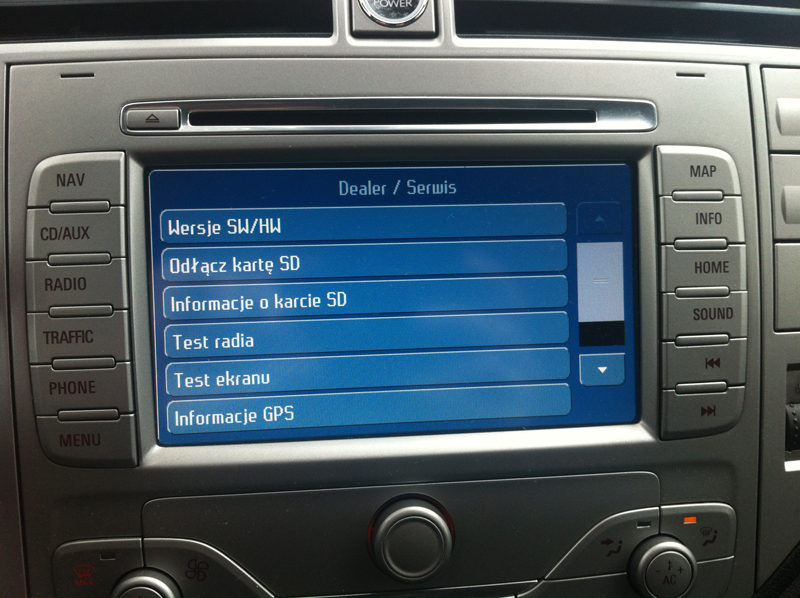 POWER
Dealer / Serwis
Wersje SW/HW
Odłącz kartę SD
Informacje o karcie SD
Test radia
Test ekranu
Informacje GPS
NAV
CD/AUX
RADIO
TRAFFIC
PHONE
MENU
MAP
INFO
HOME
SOUND
AC